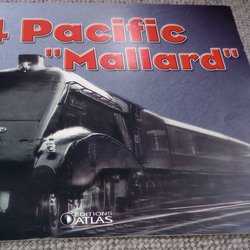 4 Pacific
"Mallard"
EDITIONS
ATLAS